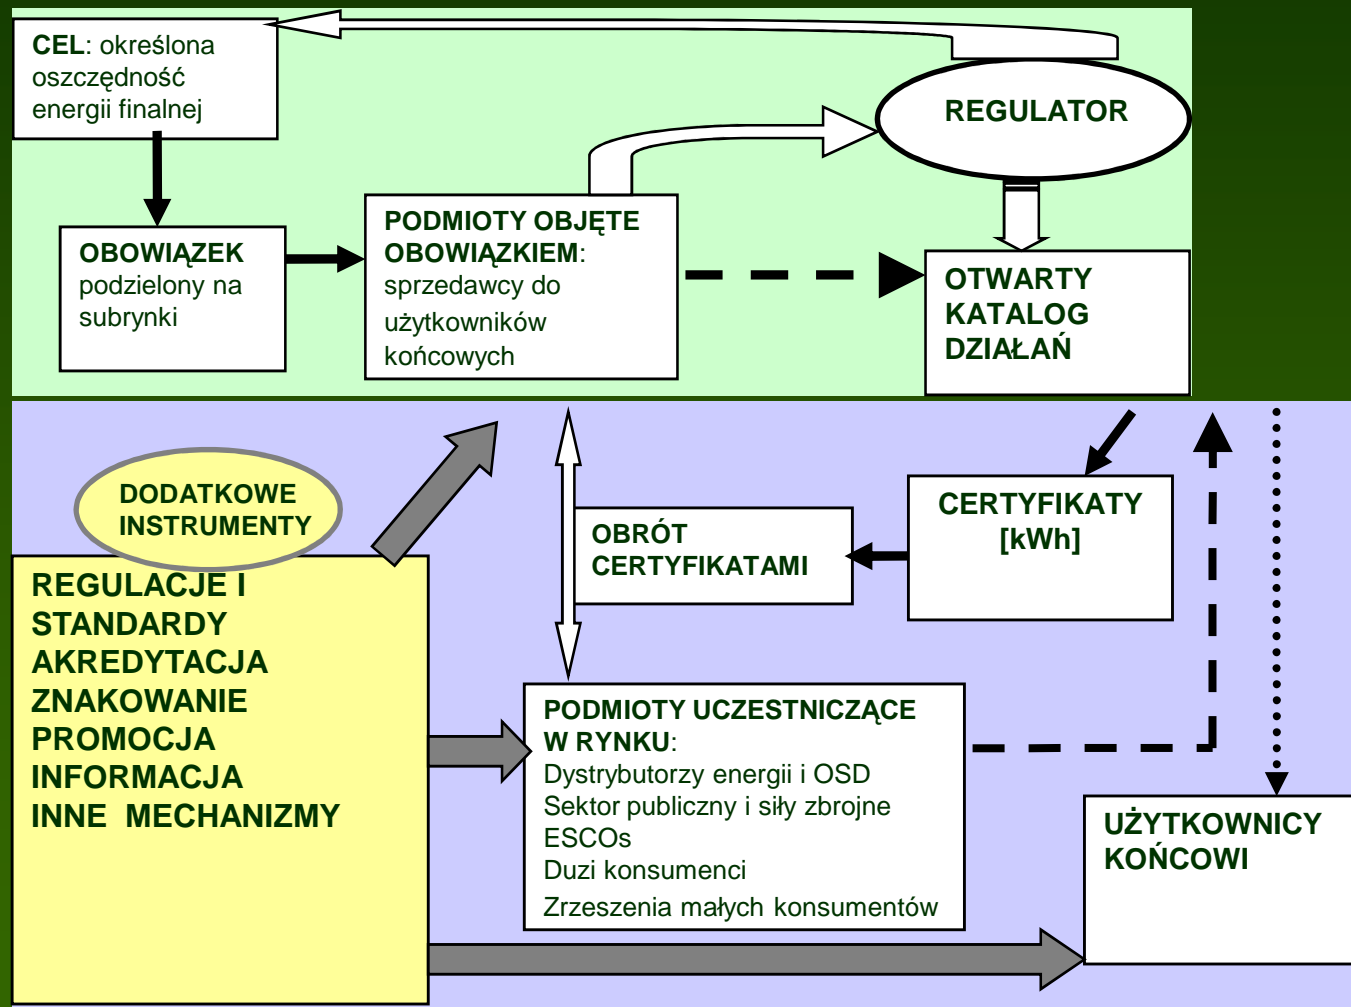 CEL: określona
oszczędność
energii finalnej
REGULATOR
OBOWIĄZEK
podzielony na
subrynki
PODMIOTY OBJĘTE
OBOWIĄZKIEM:
sprzedawcy do
użytkowników
końcowych
OTWARTY
KATALOG
DZIAŁAŃ
DODATKOWE
INSTRUMENTY
REGULACJE I
STANDARDY
AKREDYTACJA
ZNAKOWANIE
PROMOCJA
INFORMACJA
INNE MECHANIZMY
OBRÓT
CERTYFIKATAMI
CERTYFIKATY
[kWh]
PODMIOTY UCZESTNICZĄCE
W RYNKU:
Dystrybutorzy energii i OSD
Sektor publiczny i siły zbrojne
ESCOs
Duzi konsumenci
Zrzeszenia małych konsumentów
UŻYTKOWNICY
KOŃCOWI